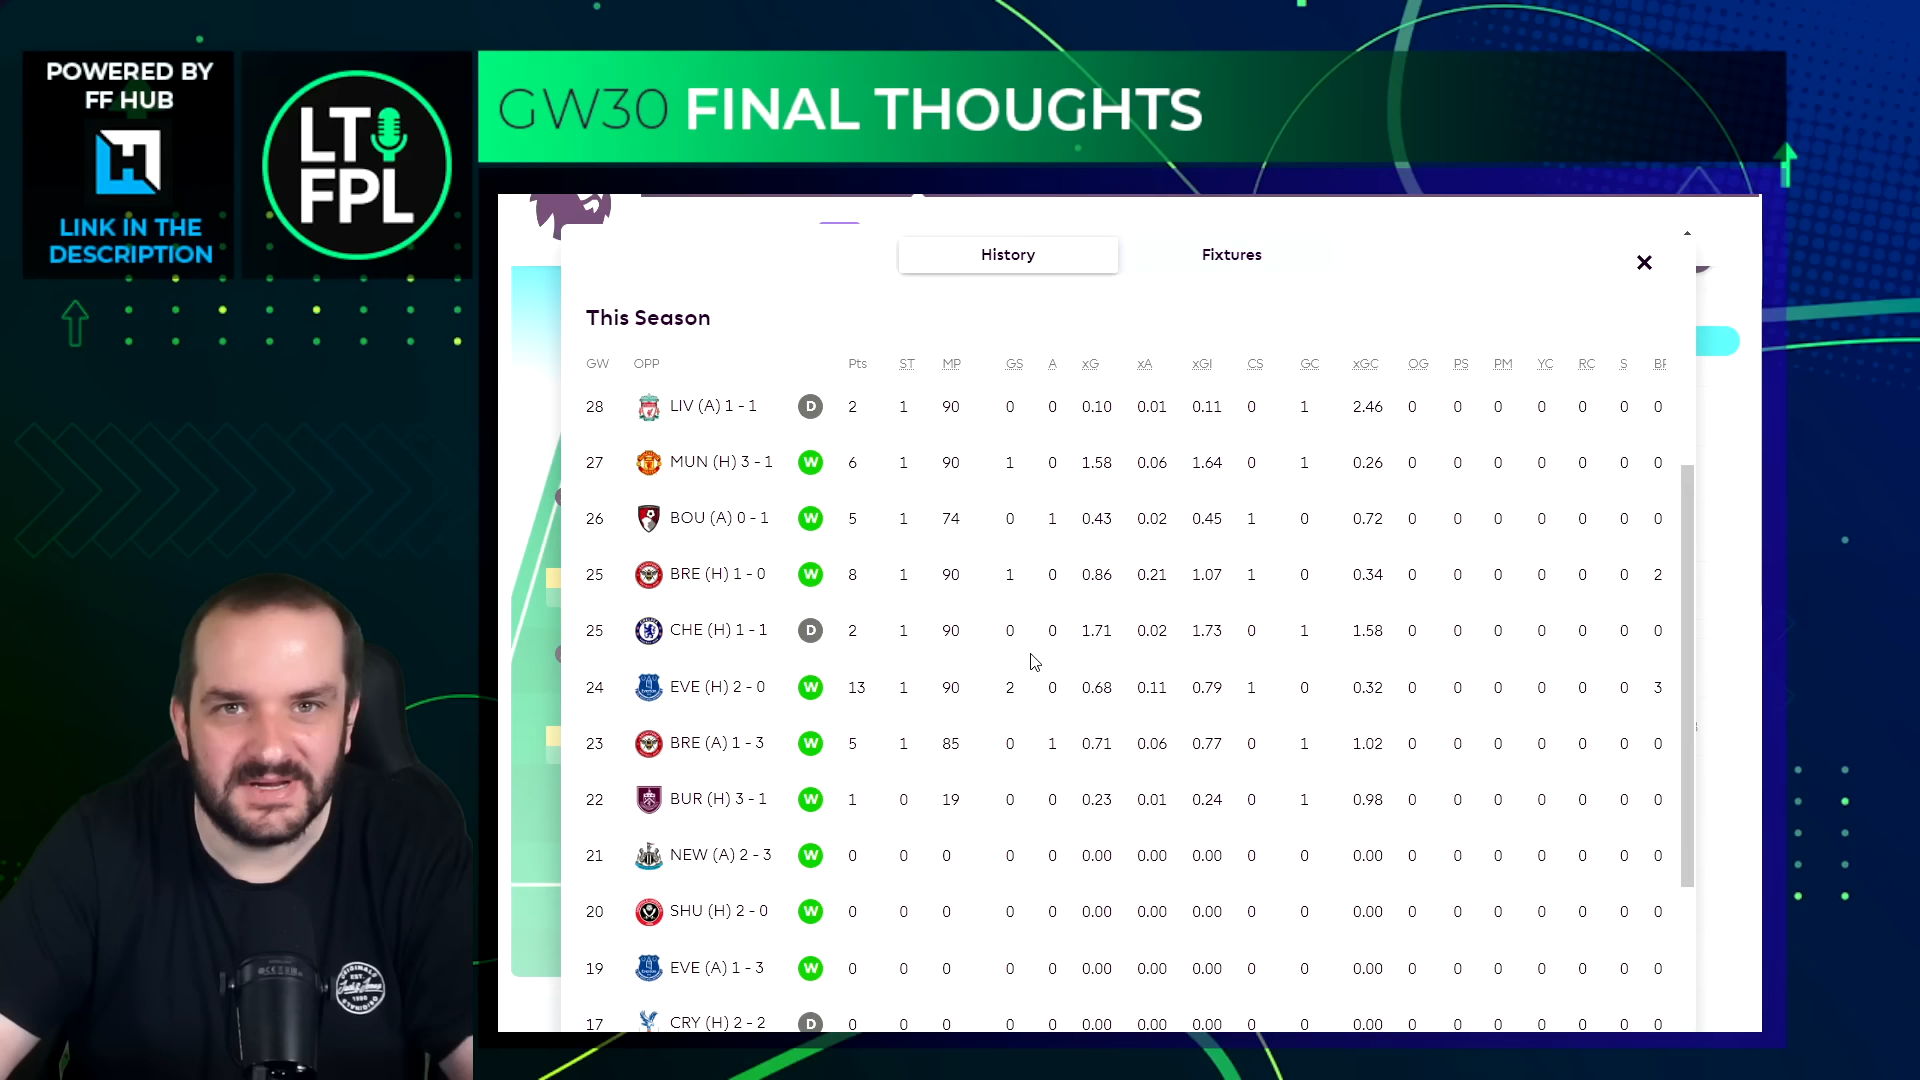 POWERED BY
FF HUB
LINK IN THE
DESCRIPTION
LT
FPL
GW30 FINAL THOUGHTS
History Fixtures
This Season
GW OPP Pts ST MP GS A xG xA xGI CS GC xGC OG PS PM YC RC S
28 LIV (A) 1 - 1 D 2 1 90 0 0 0.10 0.01 0.11 0 1 2.46 0 0 0 0 0 0 0
27 MUN (H) 3 - 1 W 6 1 90 1 0 1.58 0.06 1.64 0 1 0.26 0 0 0 0 0 0 0
26 BOU (A) 0 - 1 W 5 1 74 0 1 0.43 0.02 0.45 1 0 0.72 0 0 0 0 0 0 0
25 BRE (H) 1 - 0 W 8 1 90 1 0 0.86 0.21 1.07 1 0 0.34 0 0 0 0 0 0 2
25 CHE (H) 1 - 1 D 2 1 90 0 0 1.71 0.02 1.73 0 1 1.58 0 0 0 0 0 0 0
24 EVE (H) 2 - 0 W 13 1 90 2 0 0.68 0.11 0.79 1 0 0.32 0 0 0 0 0 0 3
23 BRE (A) 1 - 3 W 5 1 85 0 1 0.71 0.06 0.77 0 1 1.02 0 0 0 0 0 0 0
22 BUR (H) 3 - 1 W 1 0 19 0 0 0.23 0.01 0.24 0 1 0.98 0 0 0 0 0 0 0
21 NEW (A) 2 - 3 W 0 0 0 0 0 0.00 0.00 0.00 0 0 0.00 0 0 0 0 0 0 0
20 SHU (H) 2 - 0 W 0 0 0 0 0 0.00 0.00 0.00 0 0 0.00 0 0 0 0 0 0 0
19 EVE (A) 1 - 3 W 0 0 0 0 0 0.00 0.00 0.00 0 0 0.00 0 0 0 0 0 0 0
17 CRY (H) 2 - 2 D 0 0 0 0 0 0.00 0.00 0.00 0 0 0.00 0 0 0 0 0 0 0
ORIGINALS
EST.
Jack & Jones
1990
ORIGINALS